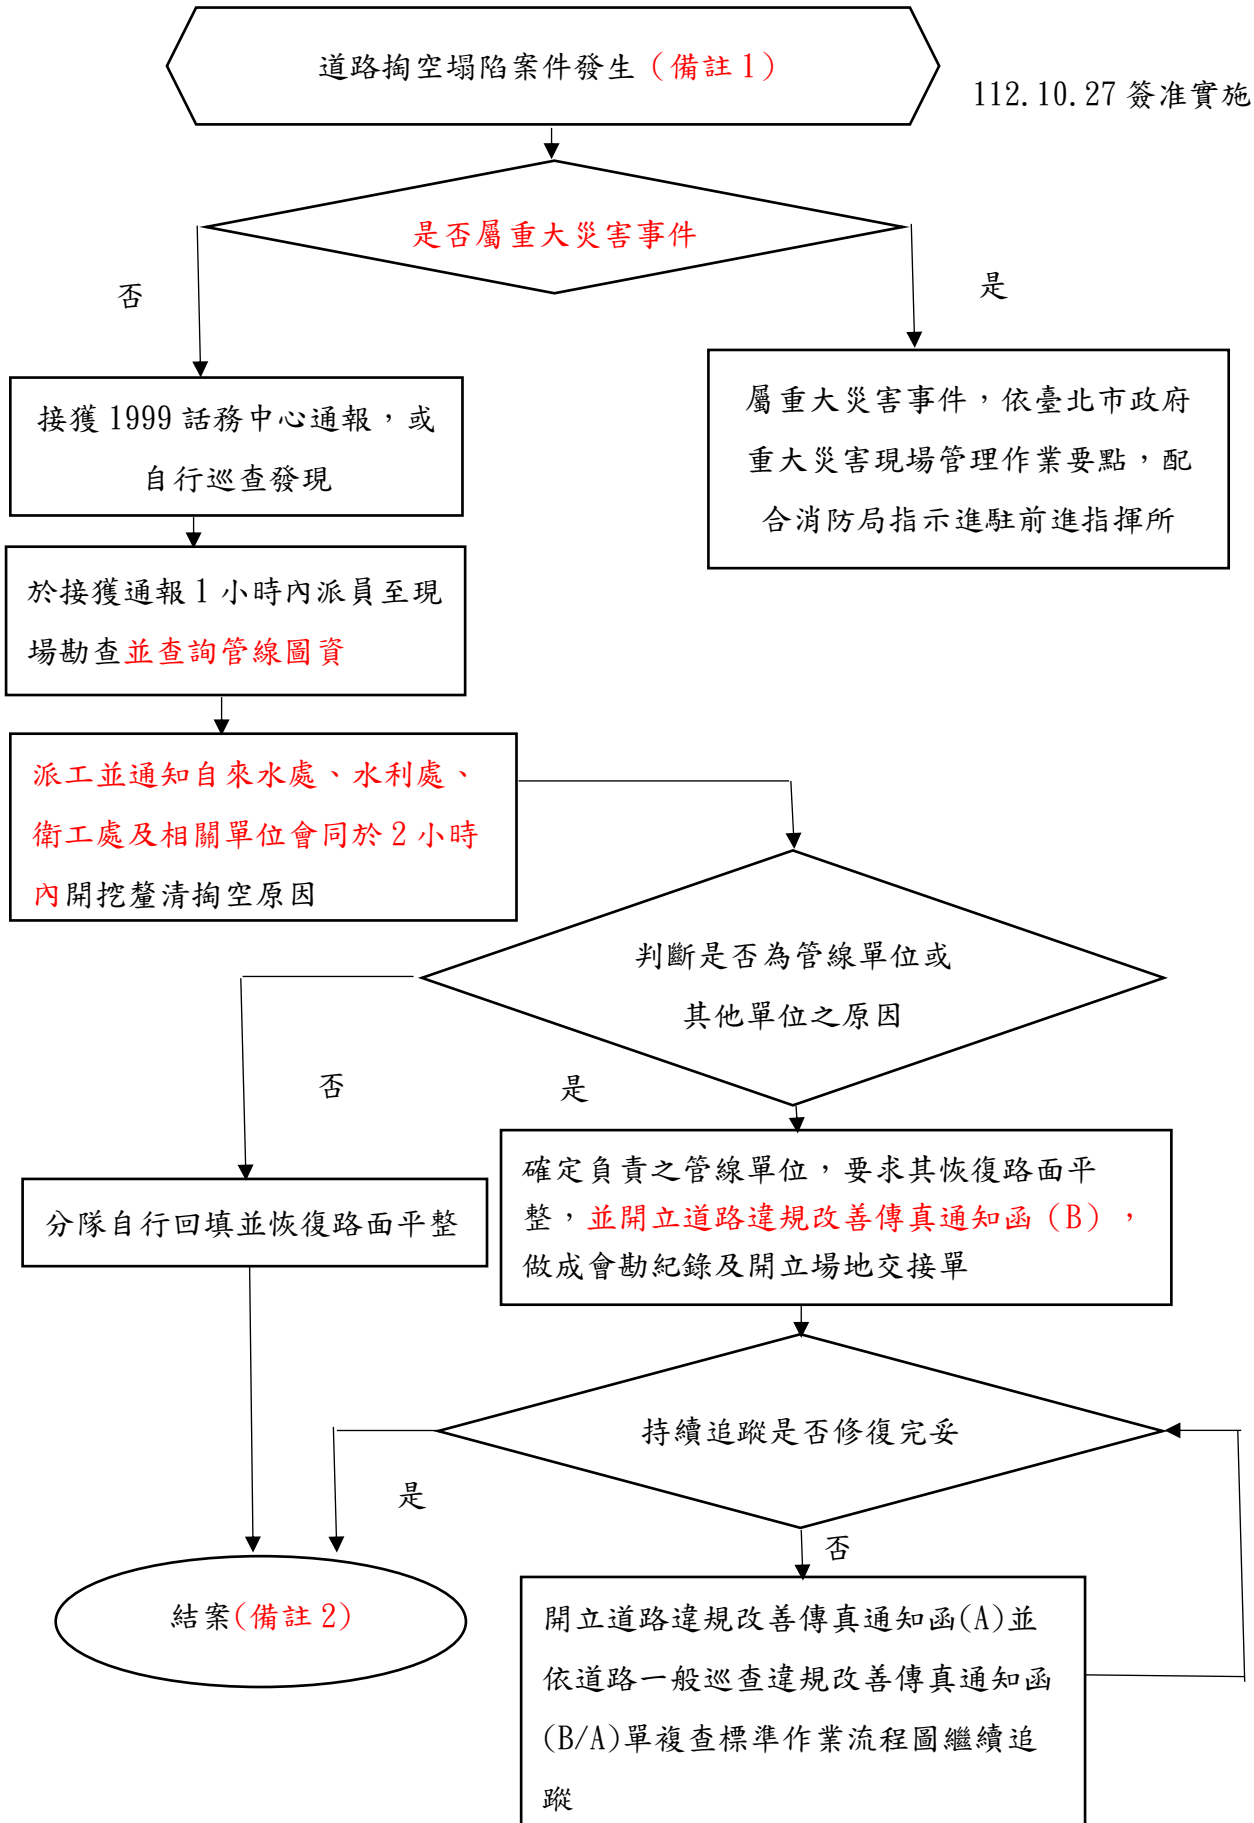 道路掏空塌陷案件發生（備註1）
112.10.27 簽准實施
是否屬重大災害事件
否
是
接獲 1999 話務中心通報，或
自行巡查發現
屬重大災害事件，依臺北市政府
重大災害現場管理作業要點，配
合消防局指示進駐前進指揮所
於接獲通報 1 小時內派員至現
場勘查並查詢管線圖資
派工並通知自來水處、水利處、
衛工處及相關單位會同於 2 小時
內開挖釐清掏空原因
判斷是否為管線單位或
其他單位之原因
否
是
分隊自行回填並恢復路面平整
確定負責之管線單位，要求其恢復路面平
整，並開立道路違規改善傳真通知函（B），
做成會勘紀錄及開立場地交接單
持續追蹤是否修復完妥
是
否
結案(備註 2)
開立道路違規改善傳真通知函(A)並
依道路一般巡查違規改善傳真通知函
(B/A)單複查標準作業流程圖繼續追
蹤